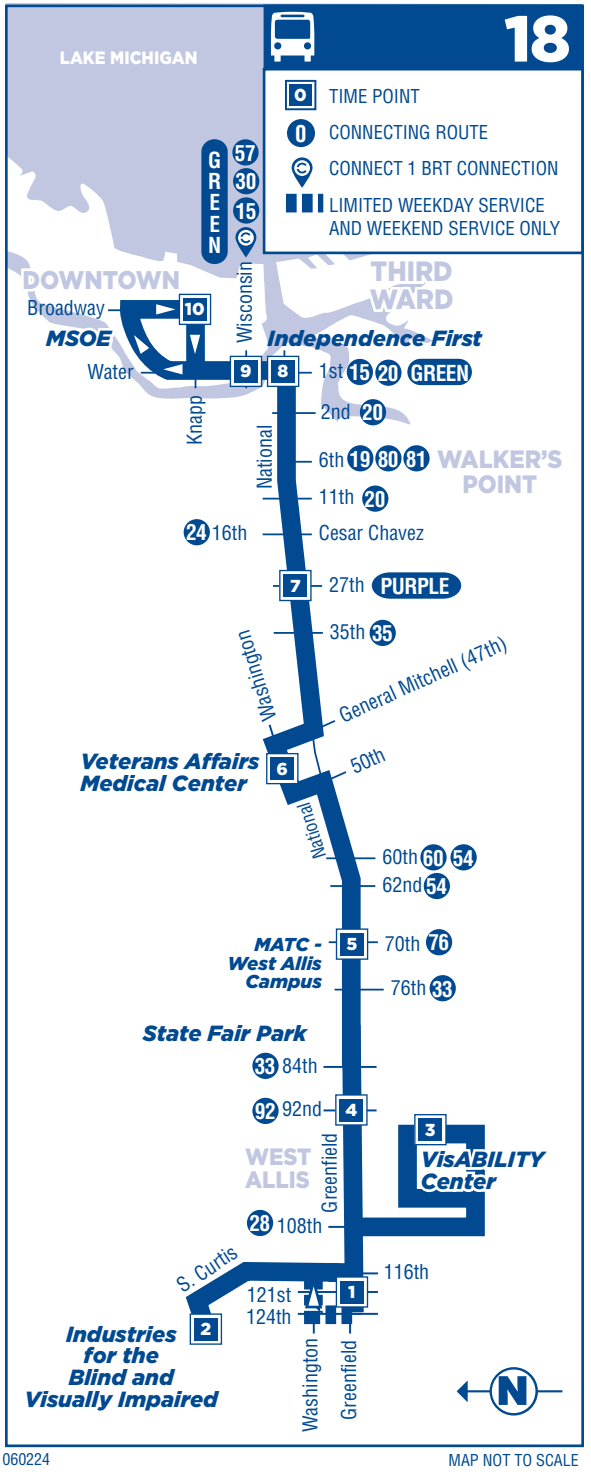 LAKE MICHIGAN
18
0 TIME POINT
0 CONNECTING ROUTE
C CONNECT 1 BRT CONNECTION
LIMITED WEEKDAY SERVICE
AND WEEKEND SERVICE ONLY
GREEN
57
30
15
C
Wisconsin
DOWNTOWN
THIRD
WARD
Broadway
10
MSOE
Independence First
Water
9
8
1st 15 20 GREEN
Knapp
2nd 20
National
6th 19 80 81
WALKER'S
POINT
11th 20
24 16th
Cesar Chavez
7
27th PURPLE
35th 35
Washington
General Mitchell (47th)
Veterans Affairs
Medical Center
6
50th
National
60th 60 54
62nd 54
MATC -
West Allis
Campus
5
70th 76
76th 33
State Fair Park
33 84th
92 92nd
4
3
VisABILITY
Center
WEST
ALLIS
Greenfield
28 108th
S. Curtis
116th
121st
1
124th
2
Industries
for the
Blind and
Visually Impaired
Washington
Greenfield
N
060224
MAP NOT TO SCALE